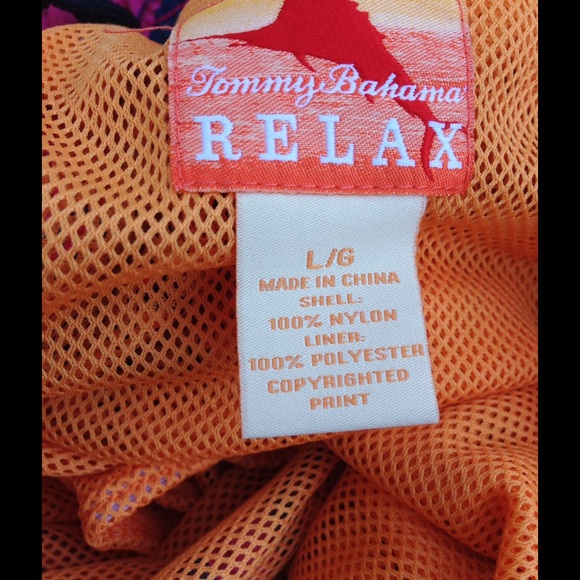 Tommy Bahama
RELAX
L/G
MADE IN CHINA
SHELL:
100% NYLON
LINER:
100% POLYESTER
COPYRIGHTED
PRINT